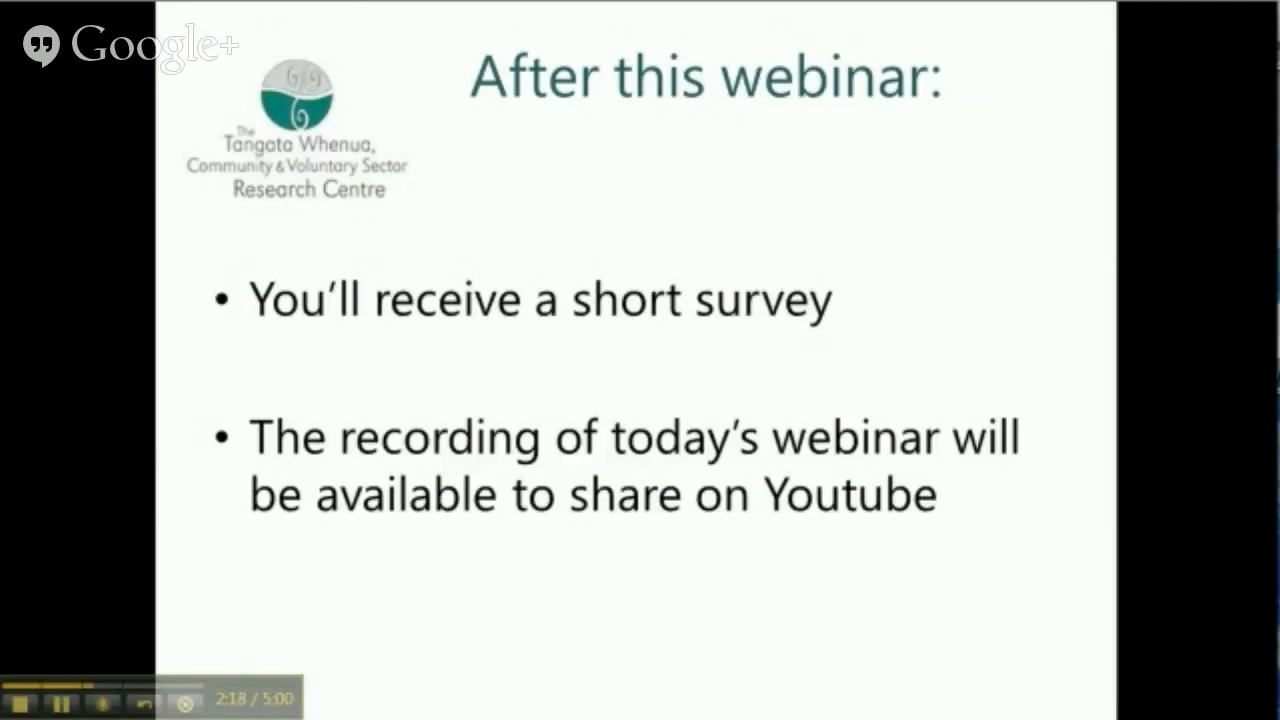 Google+
After this webinar:
The
Tangata Whenua,
Community & Voluntary Sector
Research Centre
• You'll receive a short survey
• The recording of today's webinar will
be available to share on Youtube
2:18 / 5:00